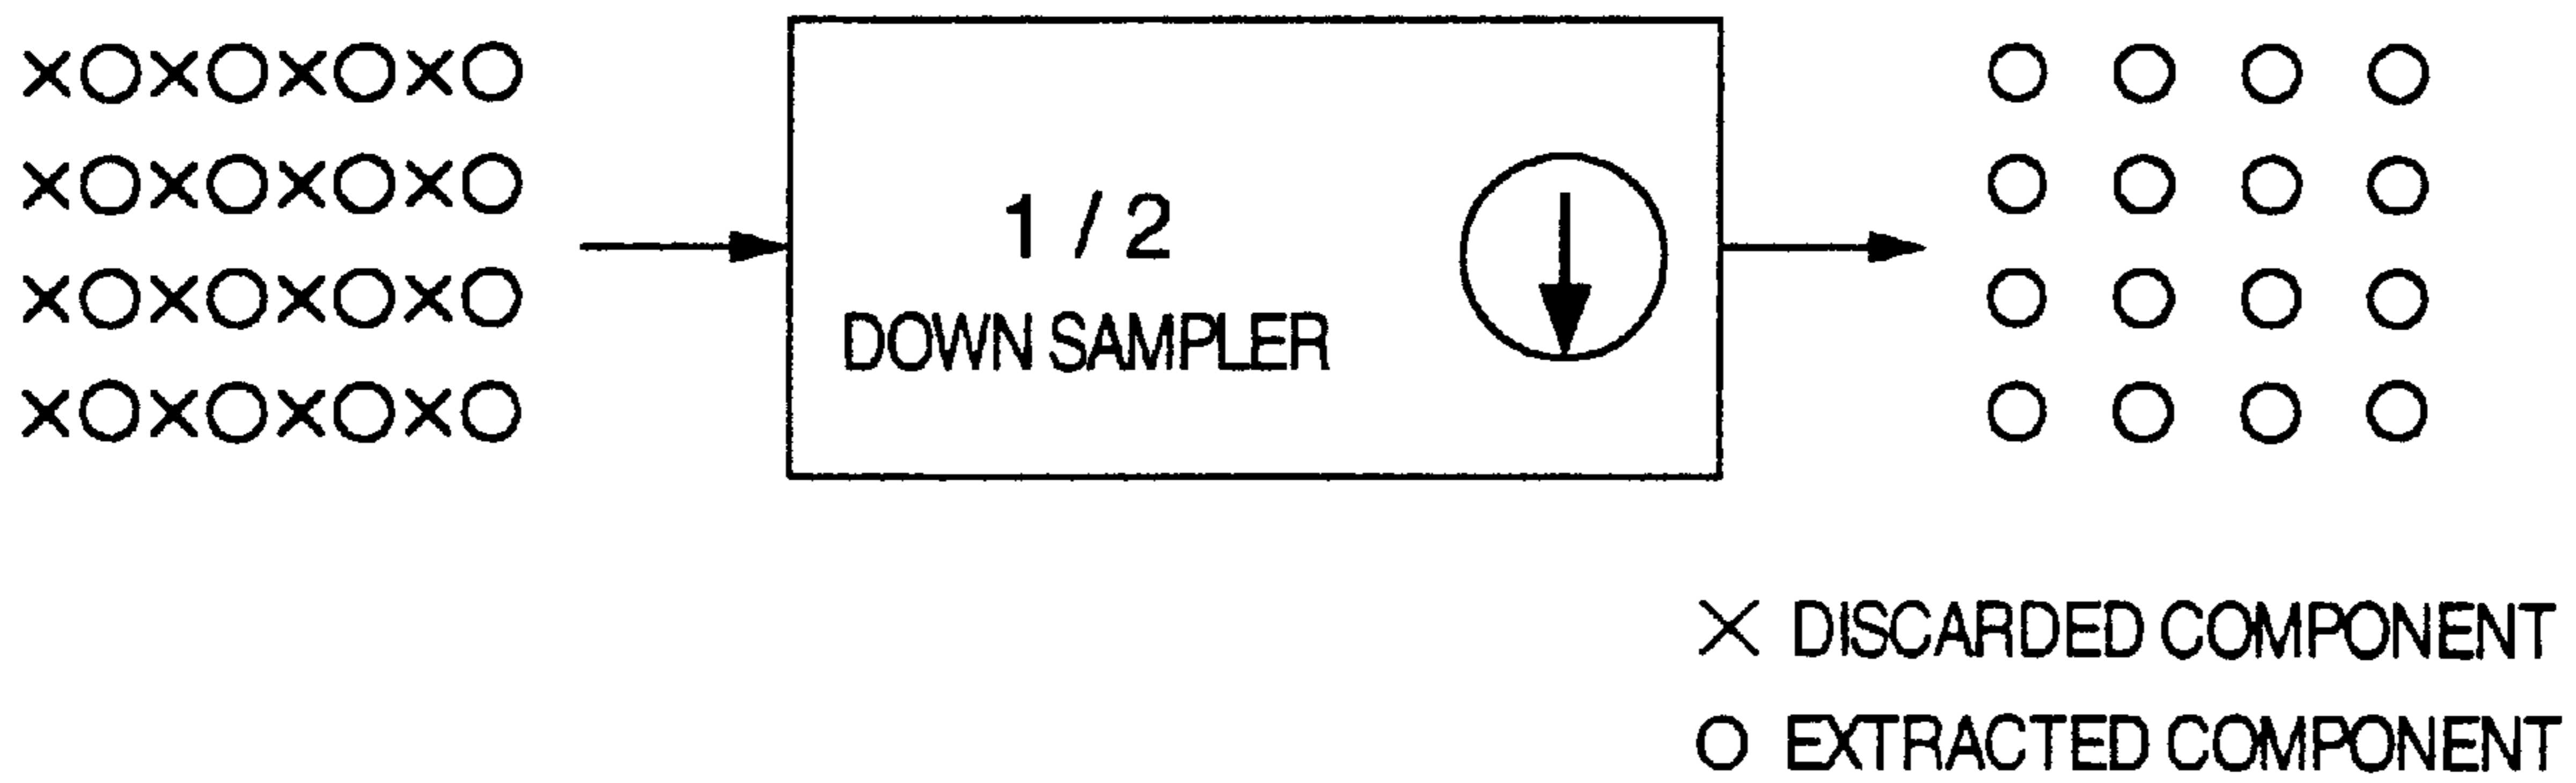 1 / 2
DOWN SAMPLER
× DISCARDED COMPONENT
○ EXTRACTED COMPONENT